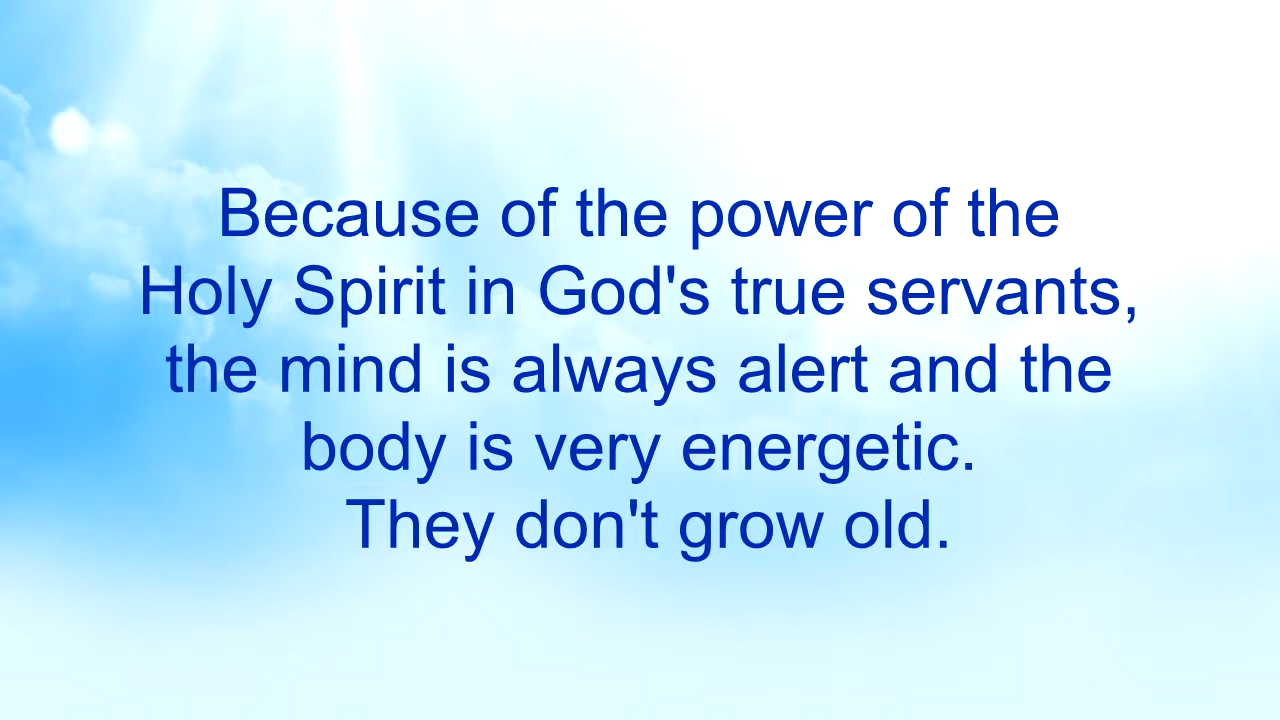 Because of the power of the
Holy Spirit in God's true servants,
the mind is always alert and the
body is very energetic.
They don't grow old.